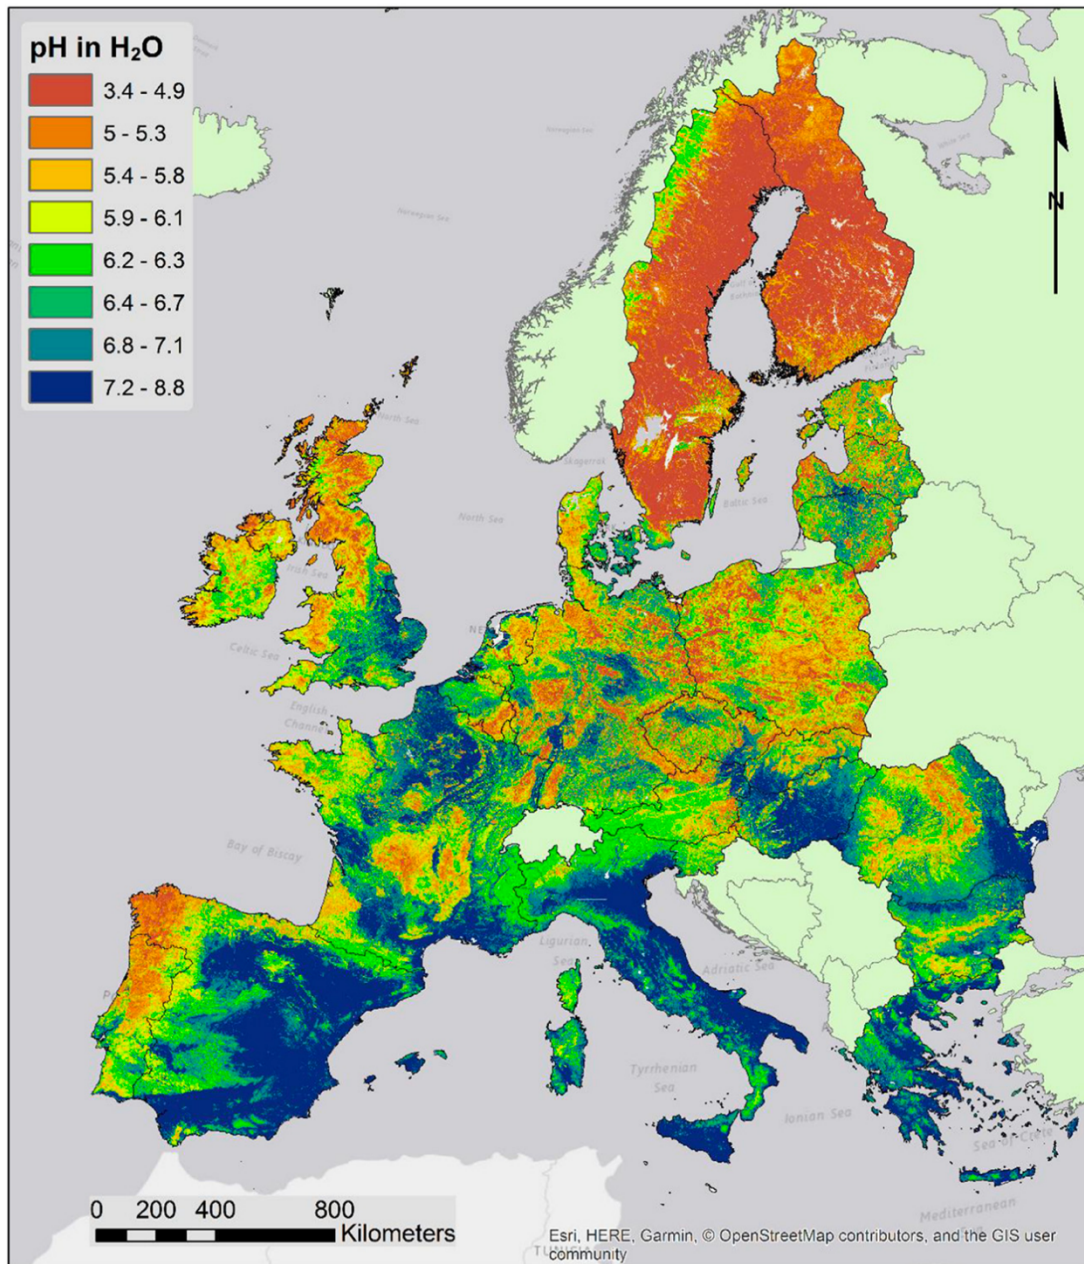 pH in H₂O
3.4 - 4.9
5 - 5.3
5.4 - 5.8
5.9 - 6.1
6.2 - 6.3
6.4 - 6.7
6.8 - 7.1
7.2 - 8.8
N
Norwegian Sea
North Sea
Skagerrak
Baltic Sea
North Sea
Celtic Sea
English
Channel
Bay of Biscay
Ligurian
Sea
Adriatic Sea
Tyrrhenian
Sea
Ionian Sea
Sea of Crete
Mediterranean
0 200 400 800
Kilometers
Esri, HERE, Garmin, © OpenStreetMap contributors, and the GIS user
community